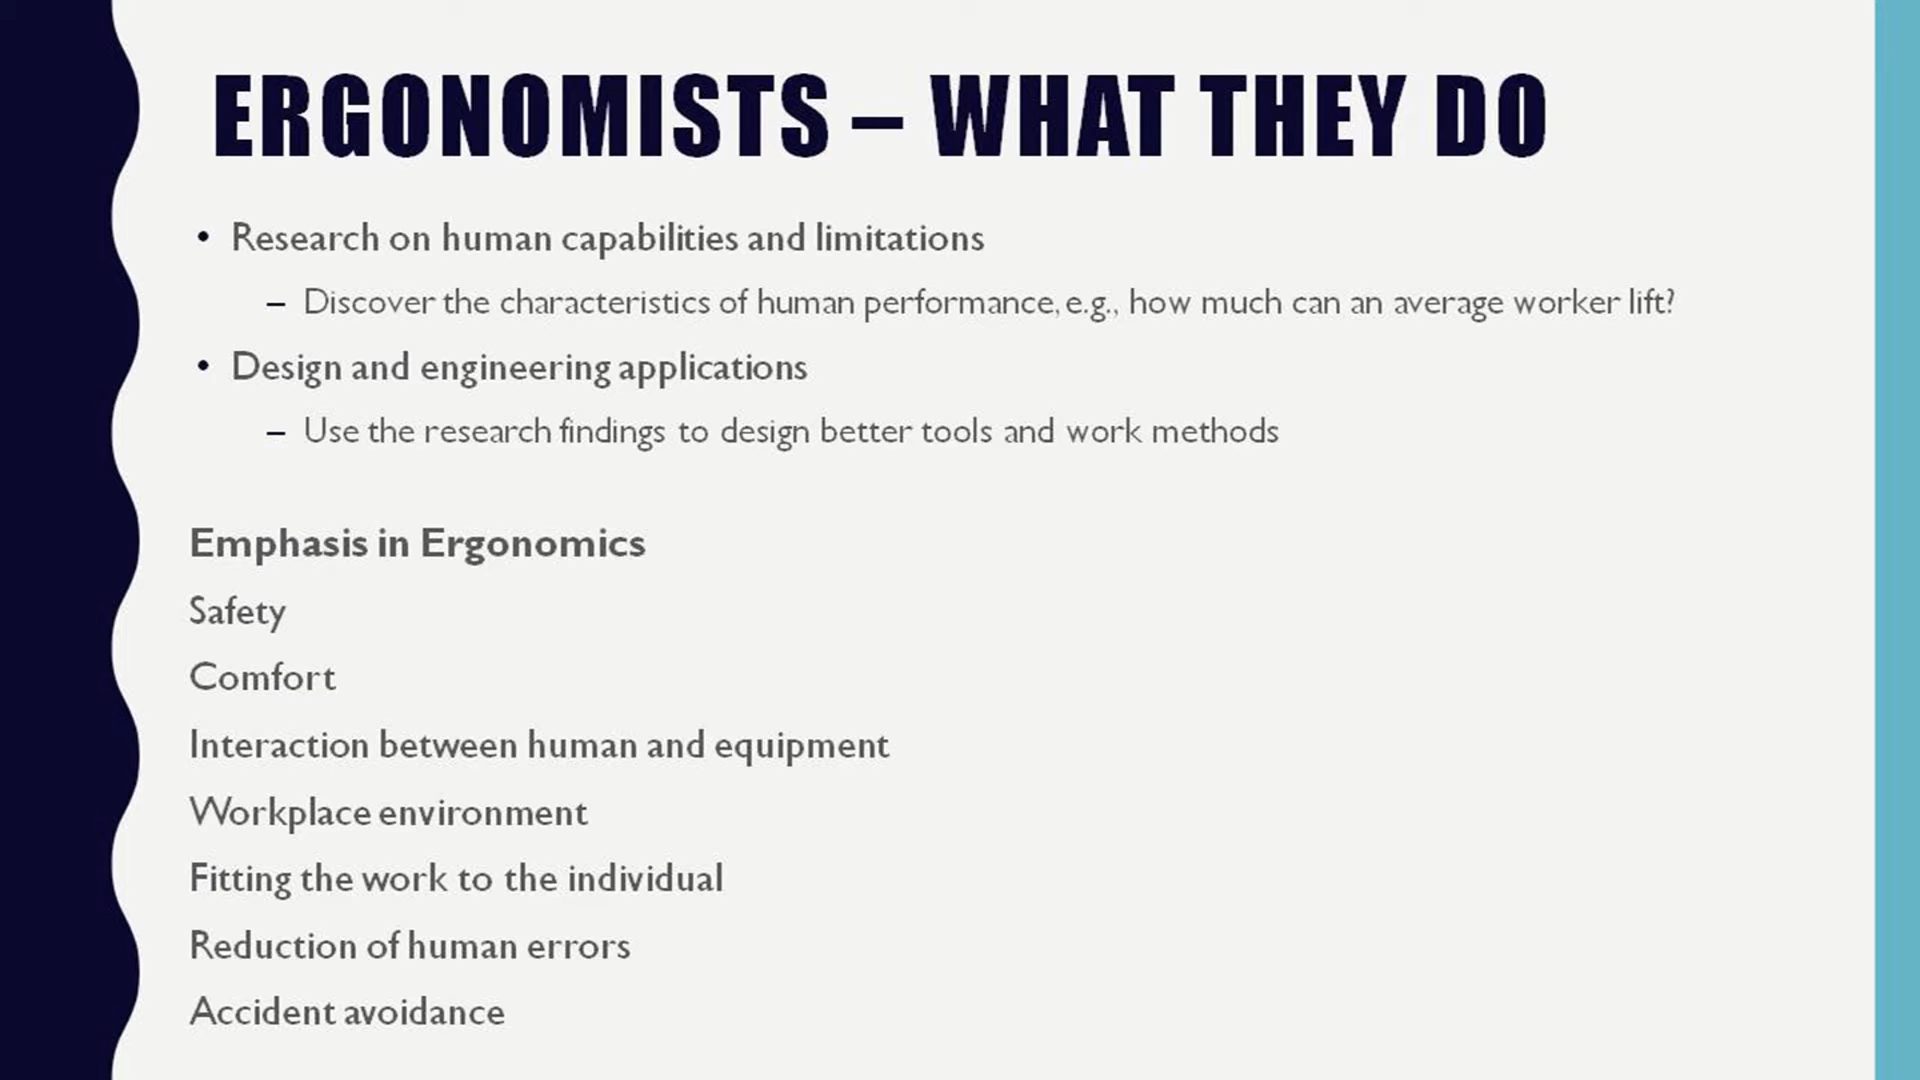 ERGONOMISTS – WHAT THEY DO
• Research on human capabilities and limitations
– Discover the characteristics of human performance, e.g., how much can an average worker lift?
• Design and engineering applications
– Use the research findings to design better tools and work methods
Emphasis in Ergonomics
Safety
Comfort
Interaction between human and equipment
Workplace environment
Fitting the work to the individual
Reduction of human errors
Accident avoidance